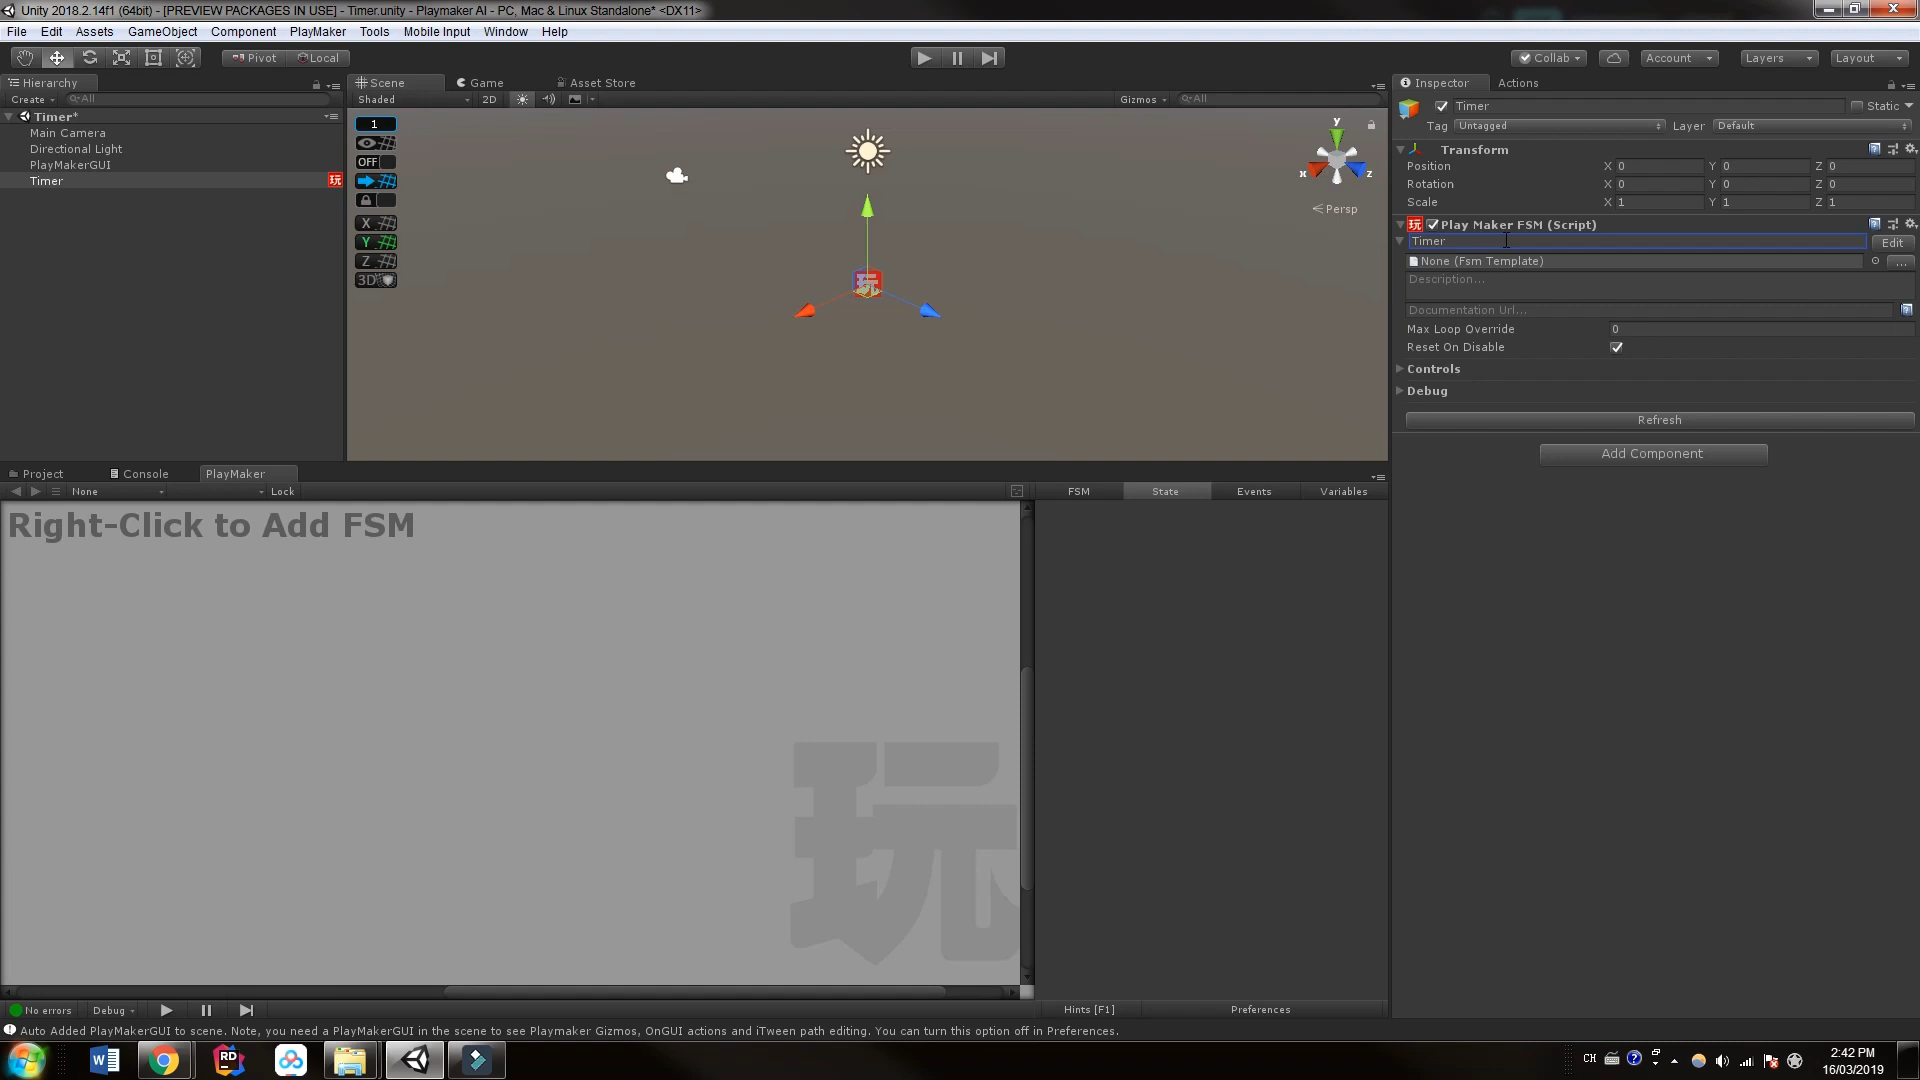 Unity 2018.2.14f1 (64bit) - [PREVIEW PACKAGES IN USE] - Timer.unity - Playmaker AI - PC, Mac & Linux Standalone* <DX11>
File Edit Assets GameObject Component PlayMaker Tools Mobile Input Window Help
Pivot Local Collab Account Layers Layout
Hierarchy
Create All
Timer*
Main Camera
Directional Light
PlayMakerGUI
Timer 玩
Scene Game Asset Store
Shaded 2D Gizmos All
1
OFF
X
Y
Z
3D
玩
y
x z
Persp
Inspector Actions
Timer Static
Tag Untagged Layer Default
Transform
Position X 0 Y 0 Z 0
Rotation X 0 Y 0 Z 0
Scale X 1 Y 1 Z 1
玩 Play Maker FSM (Script)
Timer Edit
None (Fsm Template) ...
Description...
Documentation Url...
Max Loop Override 0
Reset On Disable
Controls
Debug
Refresh
Add Component
Project Console PlayMaker
None Lock FSM State Events Variables
Right-Click to Add FSM
玩
No errors Debug Hints [F1] Preferences
Auto Added PlayMakerGUI to scene. Note, you need a PlayMakerGUI in the scene to see Playmaker Gizmos, OnGUI actions and iTween path editing. You can turn this option off in Preferences.
W RD CH 2:42 PM
16/03/2019